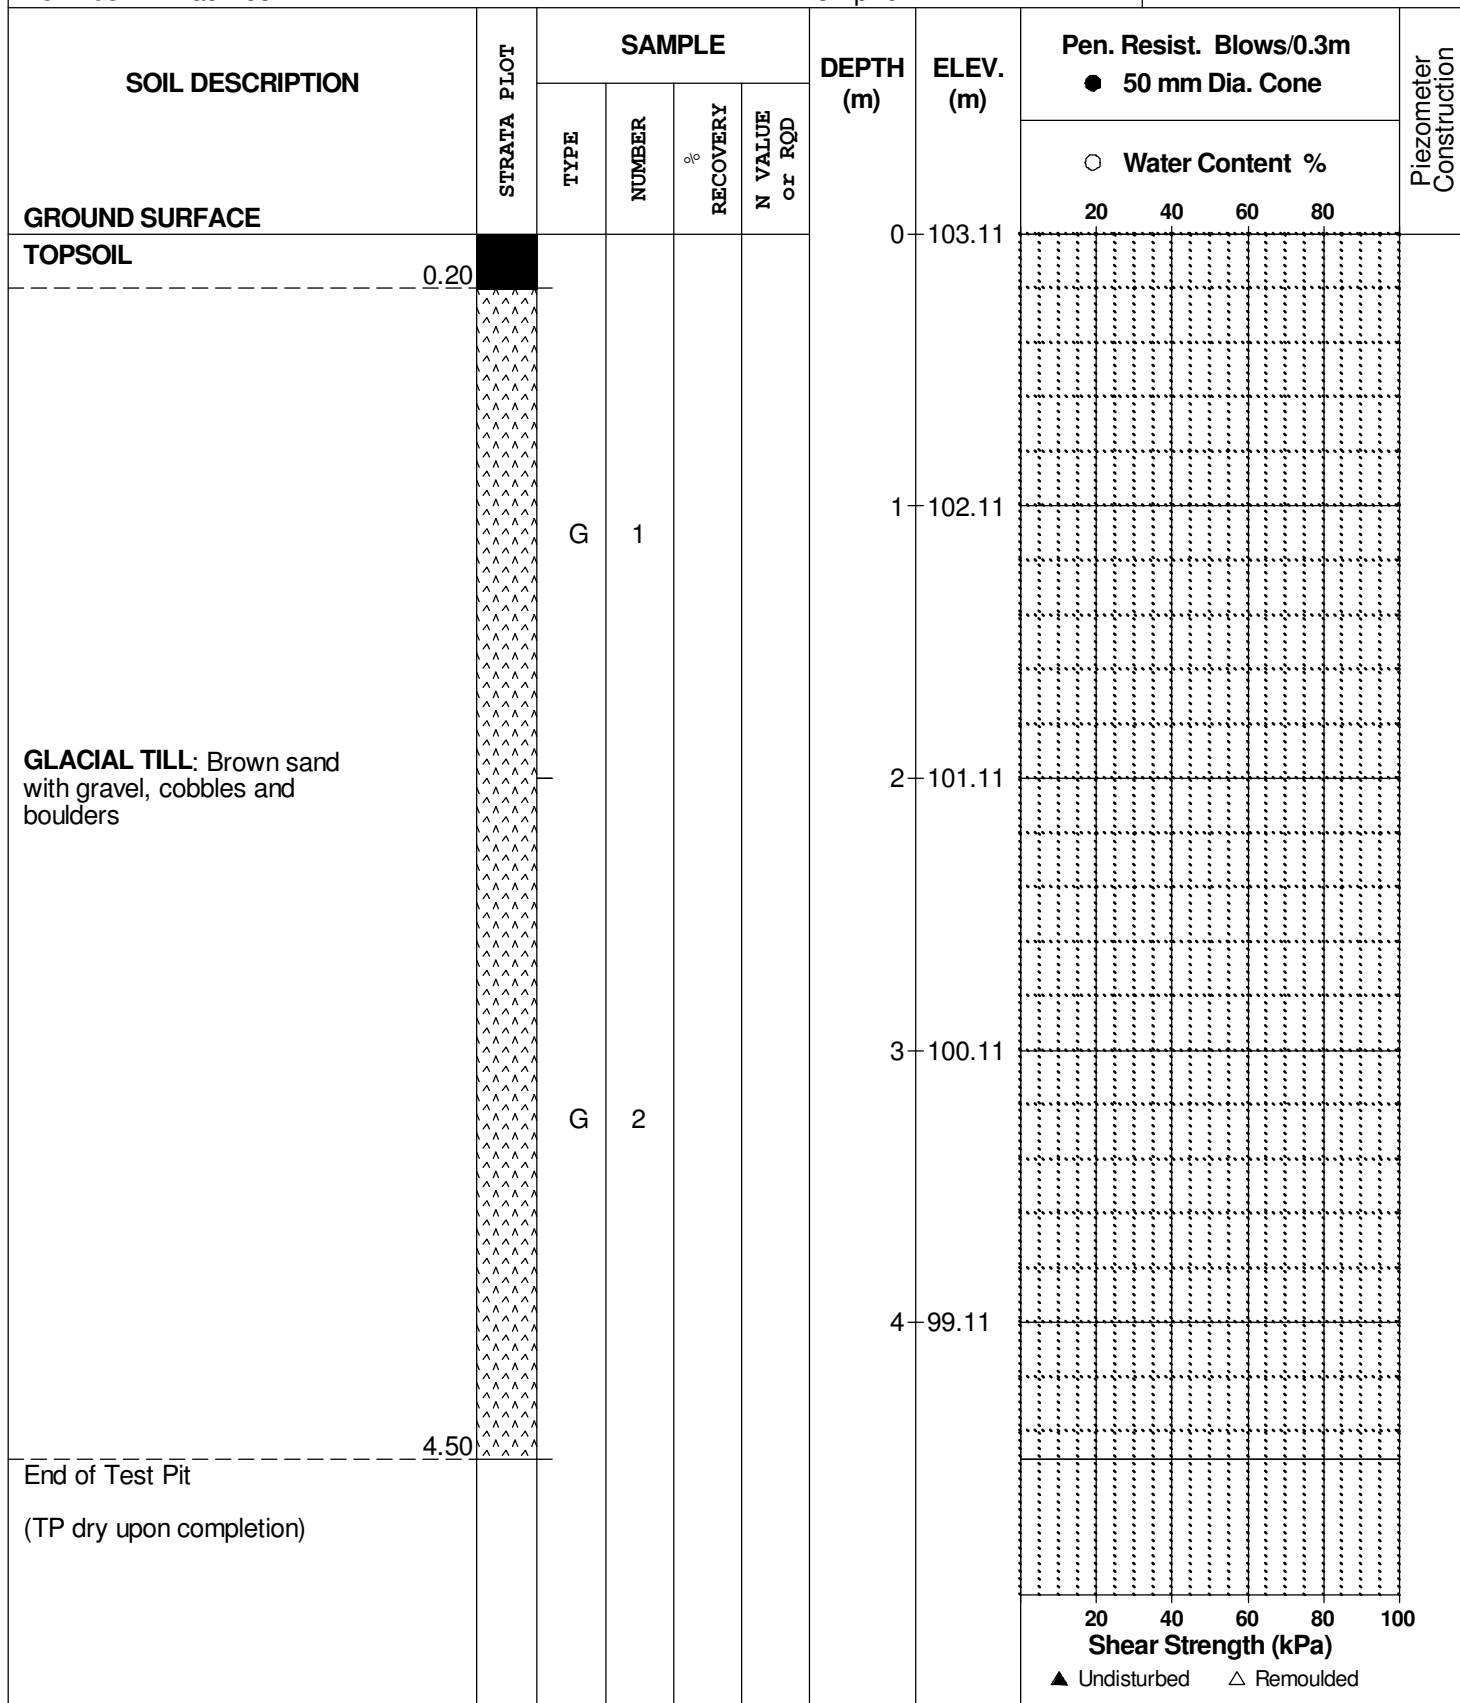 SOIL DESCRIPTION
GROUND SURFACE
STRATA PLOT
SAMPLE
TYPE
NUMBER
%
RECOVERY
N VALUE
or RQD
DEPTH
(m)
ELEV.
(m)
Pen. Resist. Blows/0.3m
● 50 mm Dia. Cone
○ Water Content %
20 40 60 80
Piezometer
Construction
TOPSOIL
0.20
0 103.11
1 102.11
G 1
GLACIAL TILL: Brown sand
with gravel, cobbles and
boulders
2 101.11
3 100.11
G 2
4 99.11
4.50
End of Test Pit
(TP dry upon completion)
20 40 60 80 100
Shear Strength (kPa)
▲ Undisturbed △ Remoulded